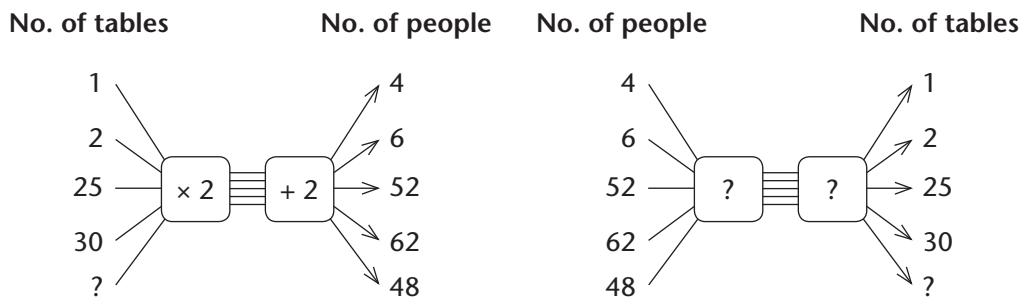 No. of tables No. of people No. of people No. of tables
1 4 4 1
2 6 6 2
25 × 2 + 2 52 52 ? ? 25
30 62 62 30
? 48 48 ?